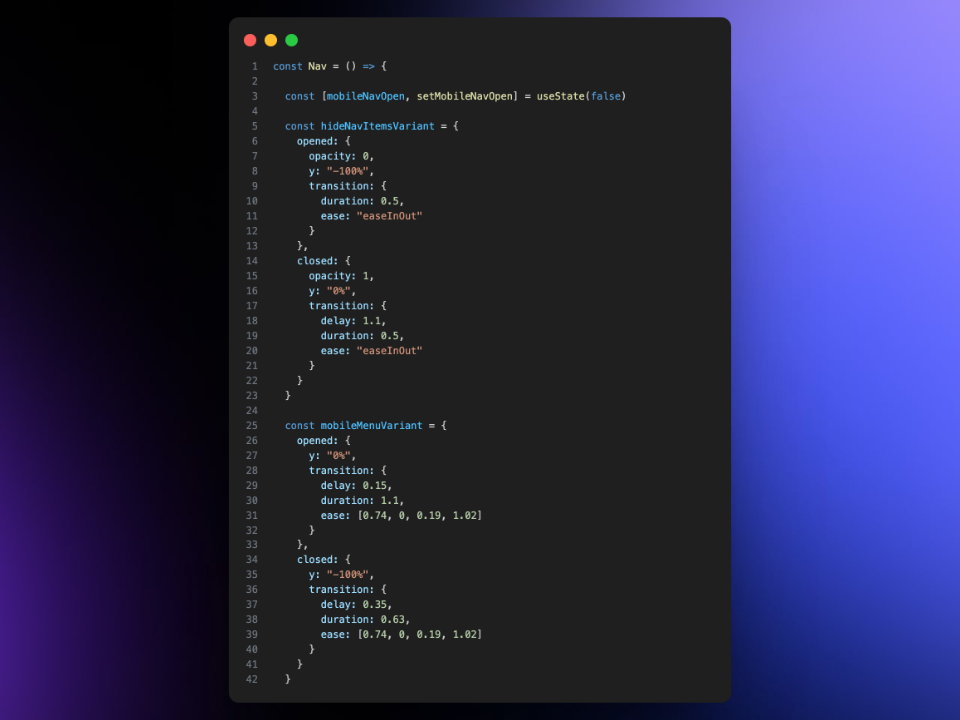 1 const Nav = () => {
2
3   const [mobileNavOpen, setMobileNavOpen] = useState(false)
4
5   const hideNavItemsVariant = {
6     opened: {
7       opacity: 0,
8       y: "-100%",
9       transition: {
10         duration: 0.5,
11         ease: "easeInOut"
12       }
13     },
14     closed: {
15       opacity: 1,
16       y: "0%",
17       transition: {
18         delay: 1.1,
19         duration: 0.5,
20         ease: "easeInOut"
21       }
22     }
23   }
24
25   const mobileMenuVariant = {
26     opened: {
27       y: "0%",
28       transition: {
29         delay: 0.15,
30         duration: 1.1,
31         ease: [0.74, 0, 0.19, 1.02]
32       }
33     },
34     closed: {
35       y: "-100%",
36       transition: {
37         delay: 0.35,
38         duration: 0.63,
39         ease: [0.74, 0, 0.19, 1.02]
40       }
41     }
42   }